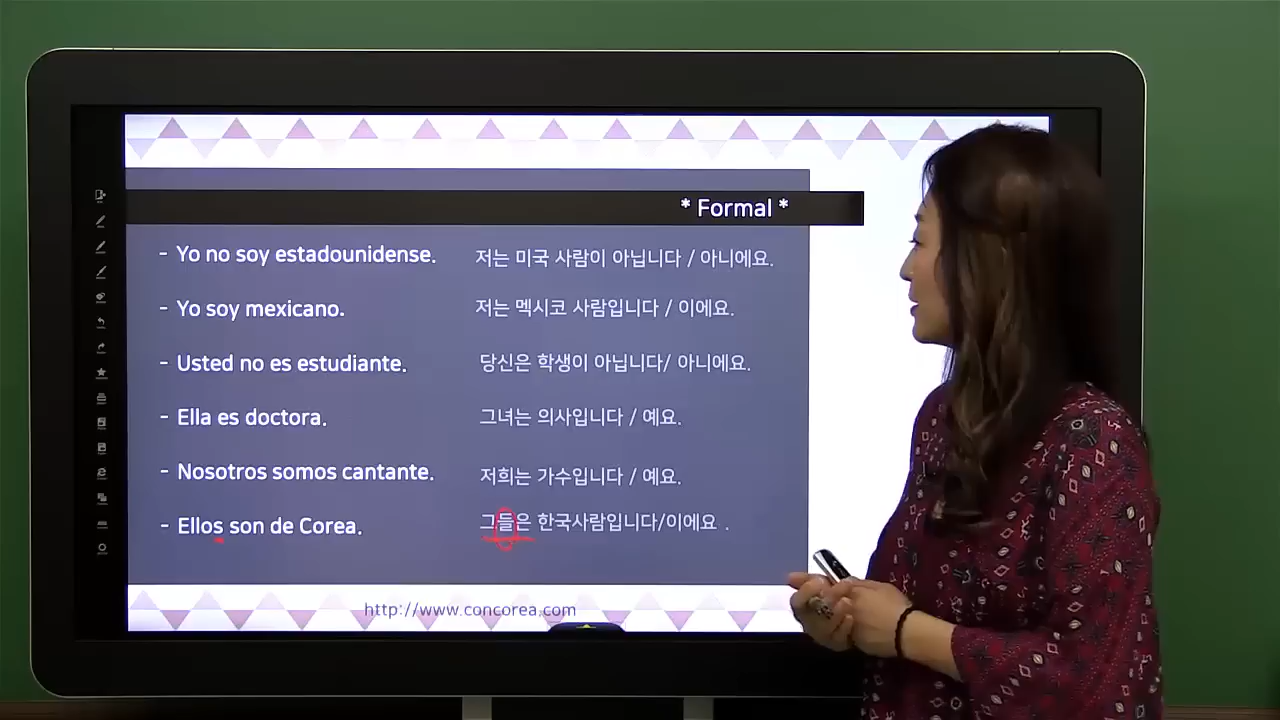 * Formal *
- Yo no soy estadounidense. 저는 미국 사람이 아닙니다 / 아니에요.
- Yo soy mexicano. 저는 멕시코 사람입니다 / 이에요.
- Usted no es estudiante. 당신은 학생이 아닙니다/ 아니에요.
- Ella es doctora. 그녀는 의사입니다 / 예요.
- Nosotros somos cantante. 저희는 가수입니다 / 예요.
- Ellos son de Corea. 그들은 한국사람입니다/이에요 .
http://www.concorea.com